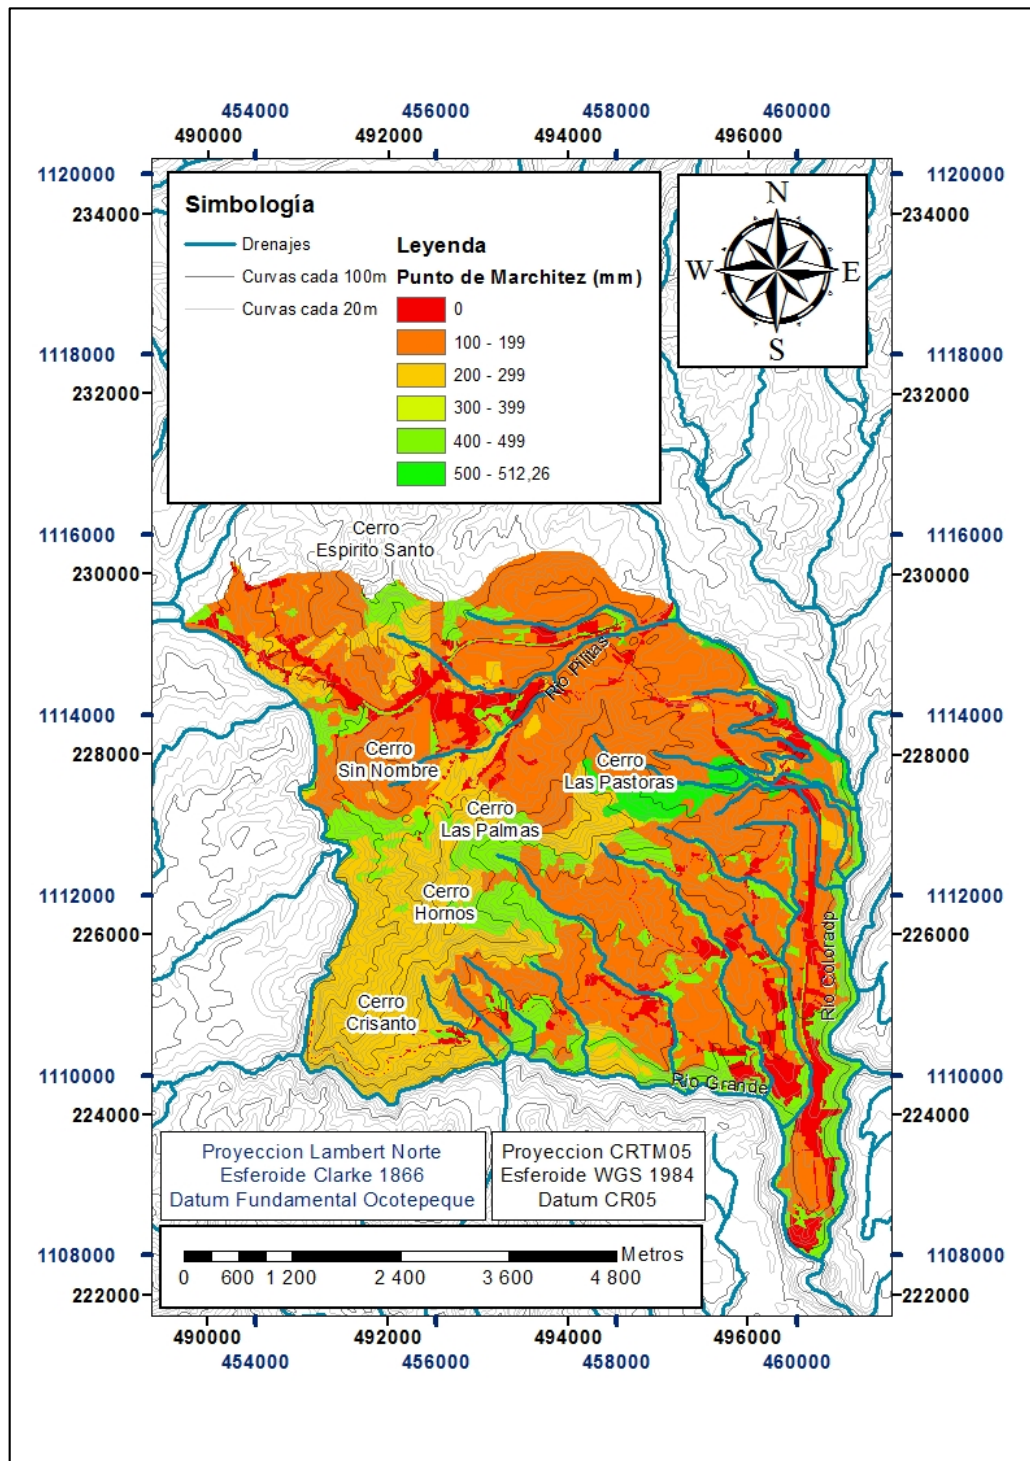 454000 456000 458000 460000
490000 492000 494000 496000
1120000 1120000
234000 234000
1118000 1118000
232000 232000
1116000 1116000
230000 230000
1114000 1114000
228000 228000
1112000 1112000
226000 226000
1110000 1110000
224000 224000
1108000 1108000
222000 222000
Simbología
Drenajes
Curvas cada 100m
Curvas cada 20m
Leyenda
Punto de Marchitez (mm)
0
100 - 199
200 - 299
300 - 399
400 - 499
500 - 512,26
N
W E
S
Cerro
Espirito Santo
Río Pilitas
Cerro
Sin Nombre
Cerro
Las Pastoras
Cerro
Las Palmas
Cerro
Hornos
Río Colorado
Cerro
Crisanto
Río Grande
Proyeccion Lambert Norte
Esferoide Clarke 1866
Datum Fundamental Ocotepeque
Proyeccion CRTM05
Esferoide WGS 1984
Datum CR05
Metros
0 600 1 200 2 400 3 600 4 800
490000 492000 494000 496000
454000 456000 458000 460000